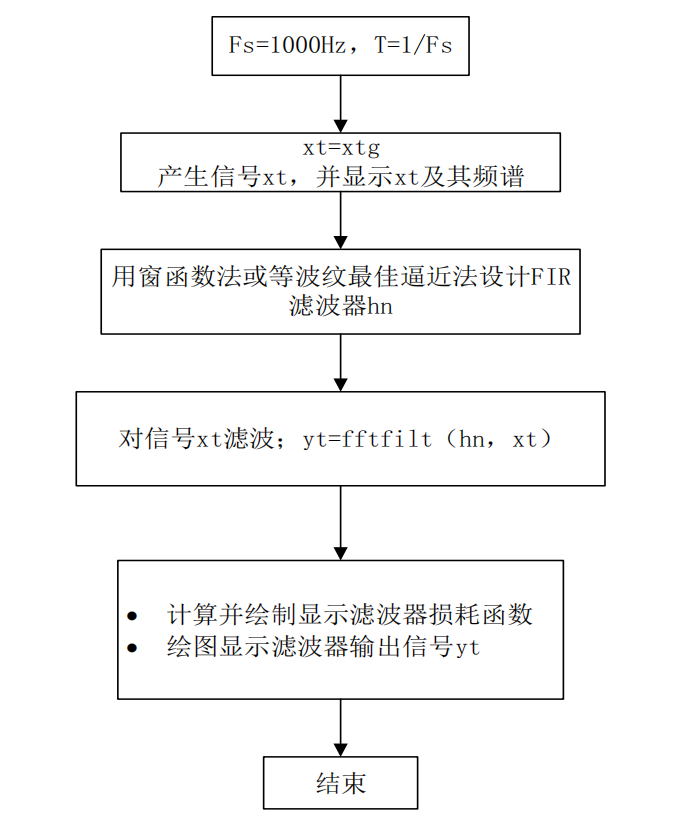 Fs=1000Hz，T=1/Fs
xt=xtg
产生信号xt，并显示xt及其频谱
用窗函数法或等波纹最佳逼近法设计FIR
滤波器hn
对信号xt滤波；yt=fftfilt（hn，xt）
• 计算并绘制显示滤波器损耗函数
• 绘图显示滤波器输出信号yt
结束